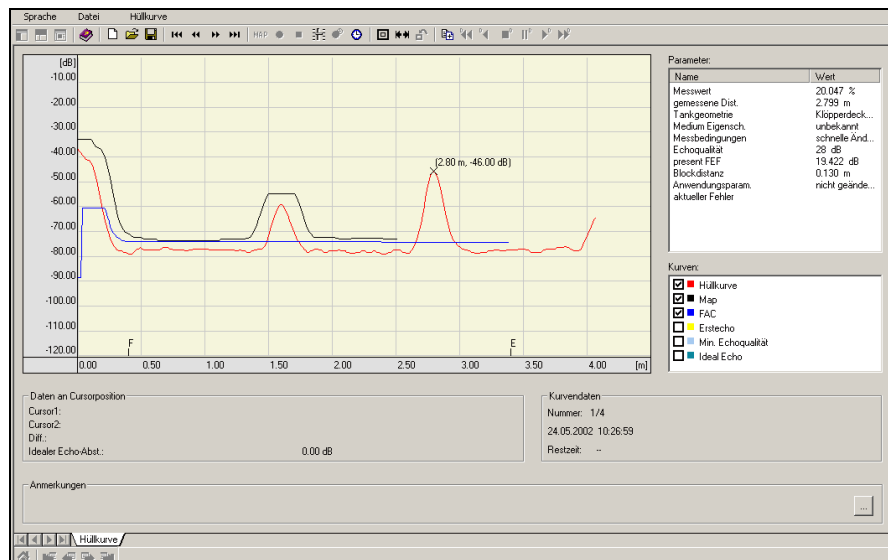 Sprache Datei Hüllkurve
MAP
[dB]
-10.00
-20.00
-30.00
-40.00
-50.00
-60.00
-70.00
-80.00
-90.00
-100.00
-110.00
-120.00
(2.80 m, -46.00 dB)
F E
0.00 0.50 1.00 1.50 2.00 2.50 3.00 3.50 4.00 [m]
Parameter:
Name Wert
Messwert 20.047 %
gemessene Dist. 2.799 m
Tankgeometrie Klöpperdeck...
Medium Eigensch. unbekannt
Messbedingungen schnelle Änd...
Echoqualität 28 dB
present FEF 19.422 dB
Blockdistanz 0.130 m
Anwendungsparam. nicht geände...
aktueller Fehler
Kurven:
Hüllkurve
Map
FAC
Erstecho
Min. Echoqualität
Ideal Echo
Daten an Cursorposition
Cursor1:
Cursor2:
Diff.:
Idealer Echo-Abst.: 0.00 dB
Kurvendaten
Nummer: 1/4
24.05.2002 10:26:59
Restzeit: --
Anmerkungen
...
Hüllkurve